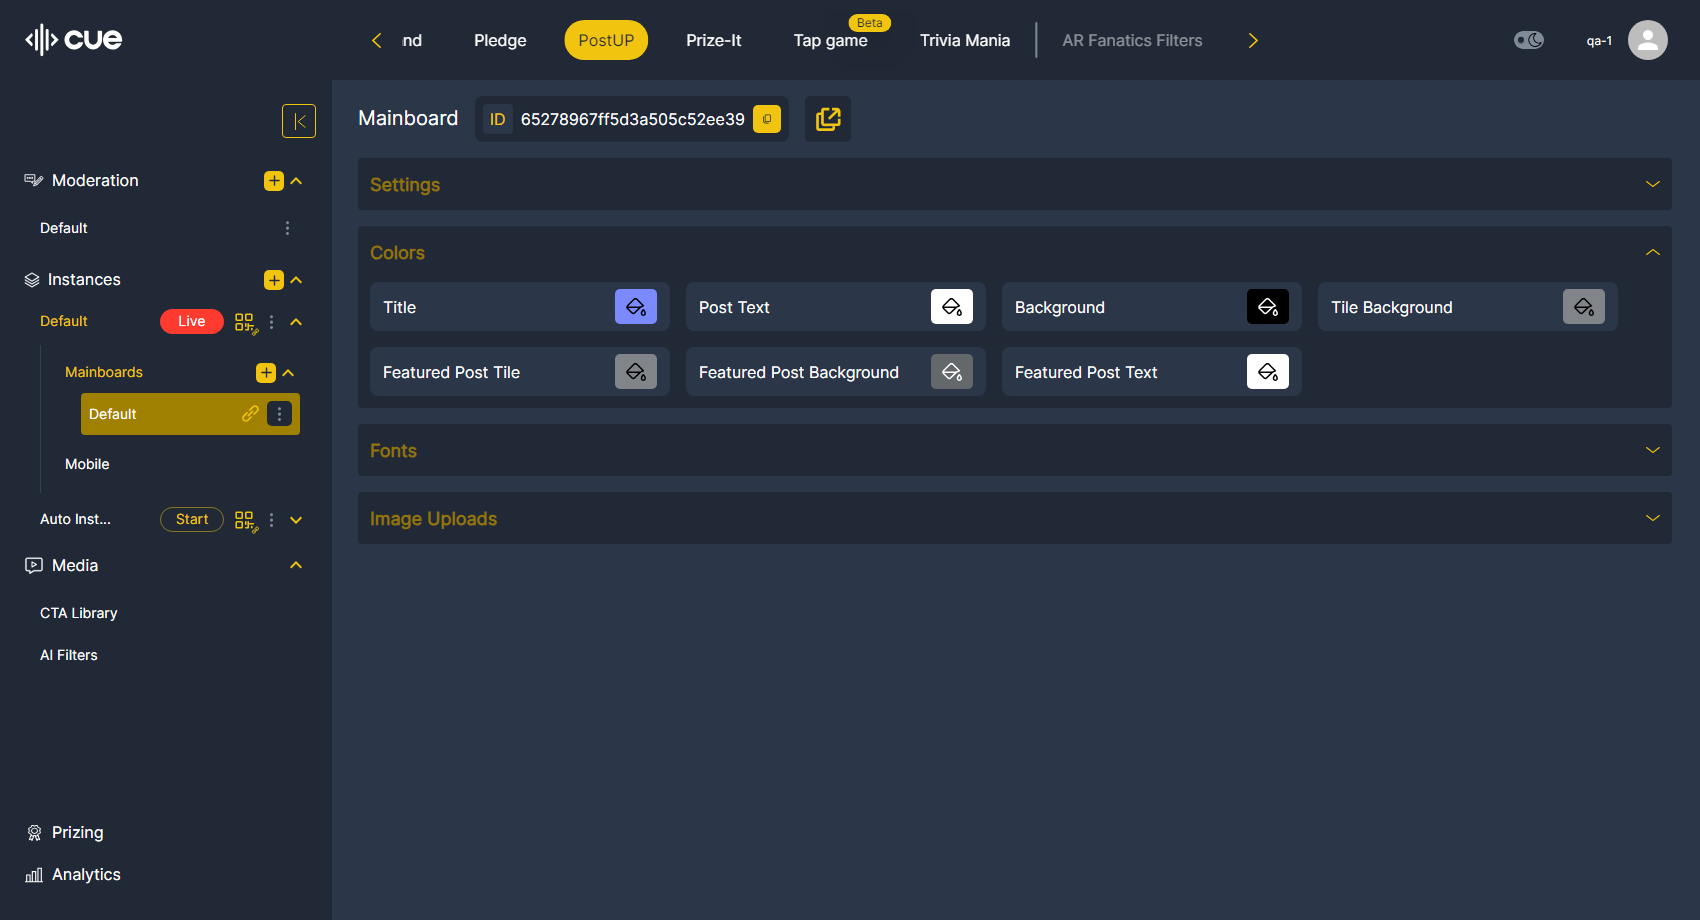 cue
nd
Pledge
PostUP
Prize-It
Beta
Tap game
Trivia Mania
AR Fanatics Filters
qa-1
Mainboard
ID
65278967ff5d3a505c52ee39
Moderation
Default
Instances
Default
Live
Mainboards
Default
Mobile
Auto Inst...
Start
Media
CTA Library
AI Filters
Prizing
Analytics
Settings
Colors
Title
Post Text
Background
Tile Background
Featured Post Tile
Featured Post Background
Featured Post Text
Fonts
Image Uploads